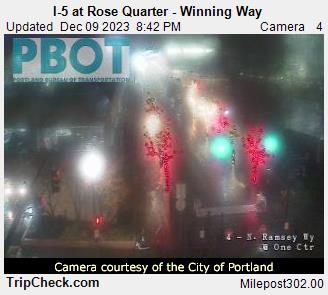 I-5 at Rose Quarter - Winning Way
Updated Dec 09 2023 8:42 PM Camera 4
PBOT
PORTLAND BUREAU OF TRANSPORTATION
4 - N. Ramsey Wy
@ One Ctr
Camera courtesy of the City of Portland
TripCheck.com Milepost302.00